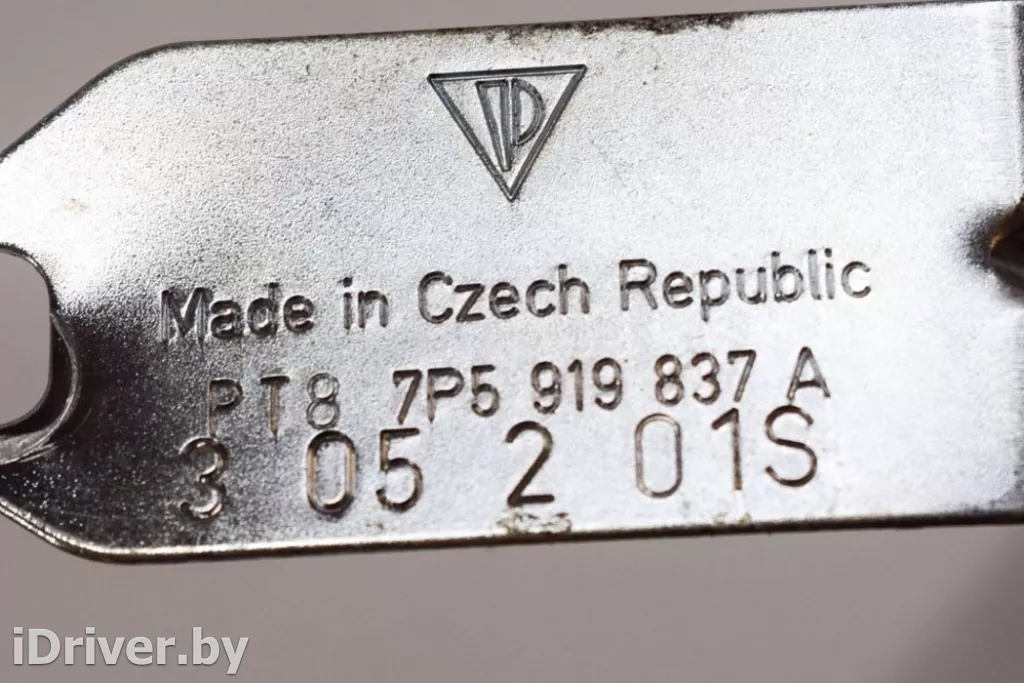 Made in Czech Republic
PT8 7P5 919 837 A
3 05 2 01S
iDriver.by